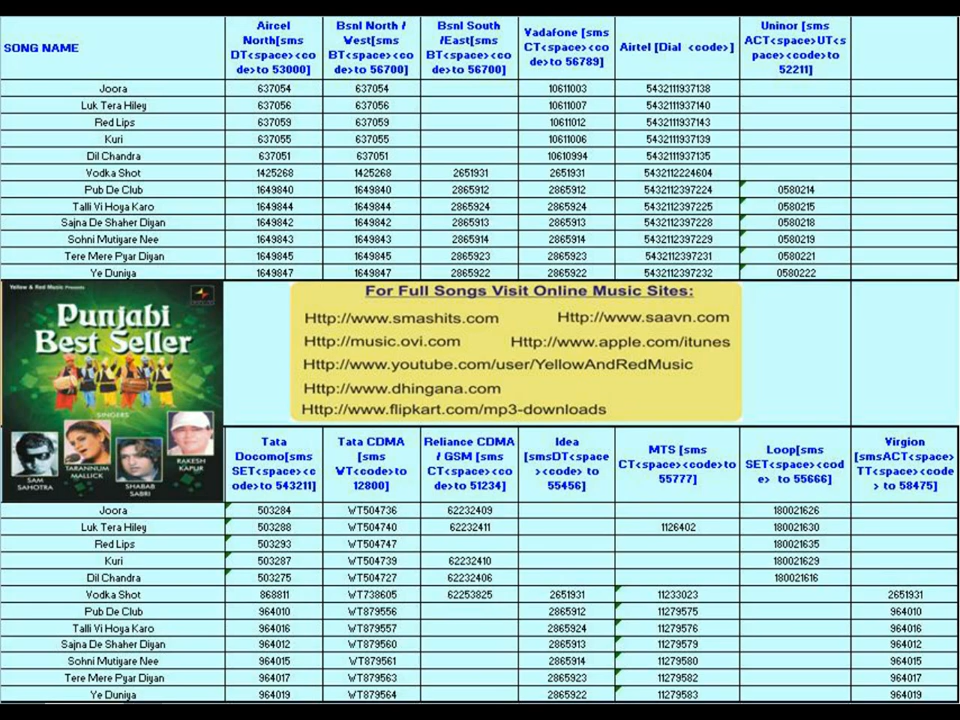 SONG NAME
Aircel North[sms DT<space><code>to 53000]
Bsnl North / West[sms BT<space><code>to 56700]
Bsnl South /East[sms BT<space><code>to 56700]
Vadafone [sms CT<space><code>to 56789]
Airtel [Dial <code>]
Uninor [sms ACT<space>UT<space><code>to 52211]
Joora 637054 637054 10611003 5432111937138
Luk Tera Hiley 637056 637056 10611007 5432111937140
Red Lips 637059 637059 10611012 5432111937143
Kuri 637055 637055 10611006 5432111937139
Dil Chandra 637051 637051 10610994 5432111937135
Vodka Shot 1425268 1425268 2651931 2651931 5432112224604
Pub De Club 1649840 1649840 2865912 2865912 5432112397224 0580214
Talli Vi Hoya Karo 1649844 1649844 2865924 2865924 5432112397225 0580215
Sajna De Shaher Diyan 1649842 1649842 2865913 2865913 5432112397228 0580218
Sohni Mutiyare Nee 1649843 1649843 2865914 2865914 5432112397229 0580219
Tere Mere Pyar Diyan 1649845 1649845 2865923 2865923 5432112397231 0580221
Ye Duniya 1649847 1649847 2865922 2865922 5432112397232 0580222
Yellow & Red Music Presents
Punjabi
Best Seller
SINGERS
SAM SAHOTRA
TARANNUM MALLICK
SHABAB SABRI
RAKESH KAPUR
For Full Songs Visit Online Music Sites:
Http://www.smashits.com Http://www.saavn.com
Http://music.ovi.com Http://www.apple.com/itunes
Http://www.youtube.com/user/YellowAndRedMusic
Http://www.dhingana.com
Http://www.flipkart.com/mp3-downloads
Tata Docomo[sms SET<space><code>to 543211]
Tata CDMA [sms WT<code>to 12800]
Reliance CDMA / GSM [sms CT<space><code>to 51234]
Idea [smsDT<space><code> to 55456]
MTS [sms CT<space><code>to 55777]
Loop[sms SET<space><code> to 55666]
Virgion [smsACT<space>TT<space><code> to 58475]
Joora 503284 WT504736 62232409 180021626
Luk Tera Hiley 503288 WT504740 62232411 1126402 180021630
Red Lips 503293 WT504747 180021635
Kuri 503287 WT504739 62232410 180021629
Dil Chandra 503275 WT504727 62232406 180021616
Vodka Shot 868811 WT738605 62253825 2651931 11233023 2651931
Pub De Club 964010 WT879556 2865912 11279575 964010
Talli Vi Hoya Karo 964016 WT879557 2865924 11279576 964016
Sajna De Shaher Diyan 964012 WT879560 2865913 11279579 964012
Sohni Mutiyare Nee 964015 WT879561 2865914 11279580 964015
Tere Mere Pyar Diyan 964017 WT879563 2865923 11279582 964017
Ye Duniya 964019 WT879564 2865922 11279583 964019